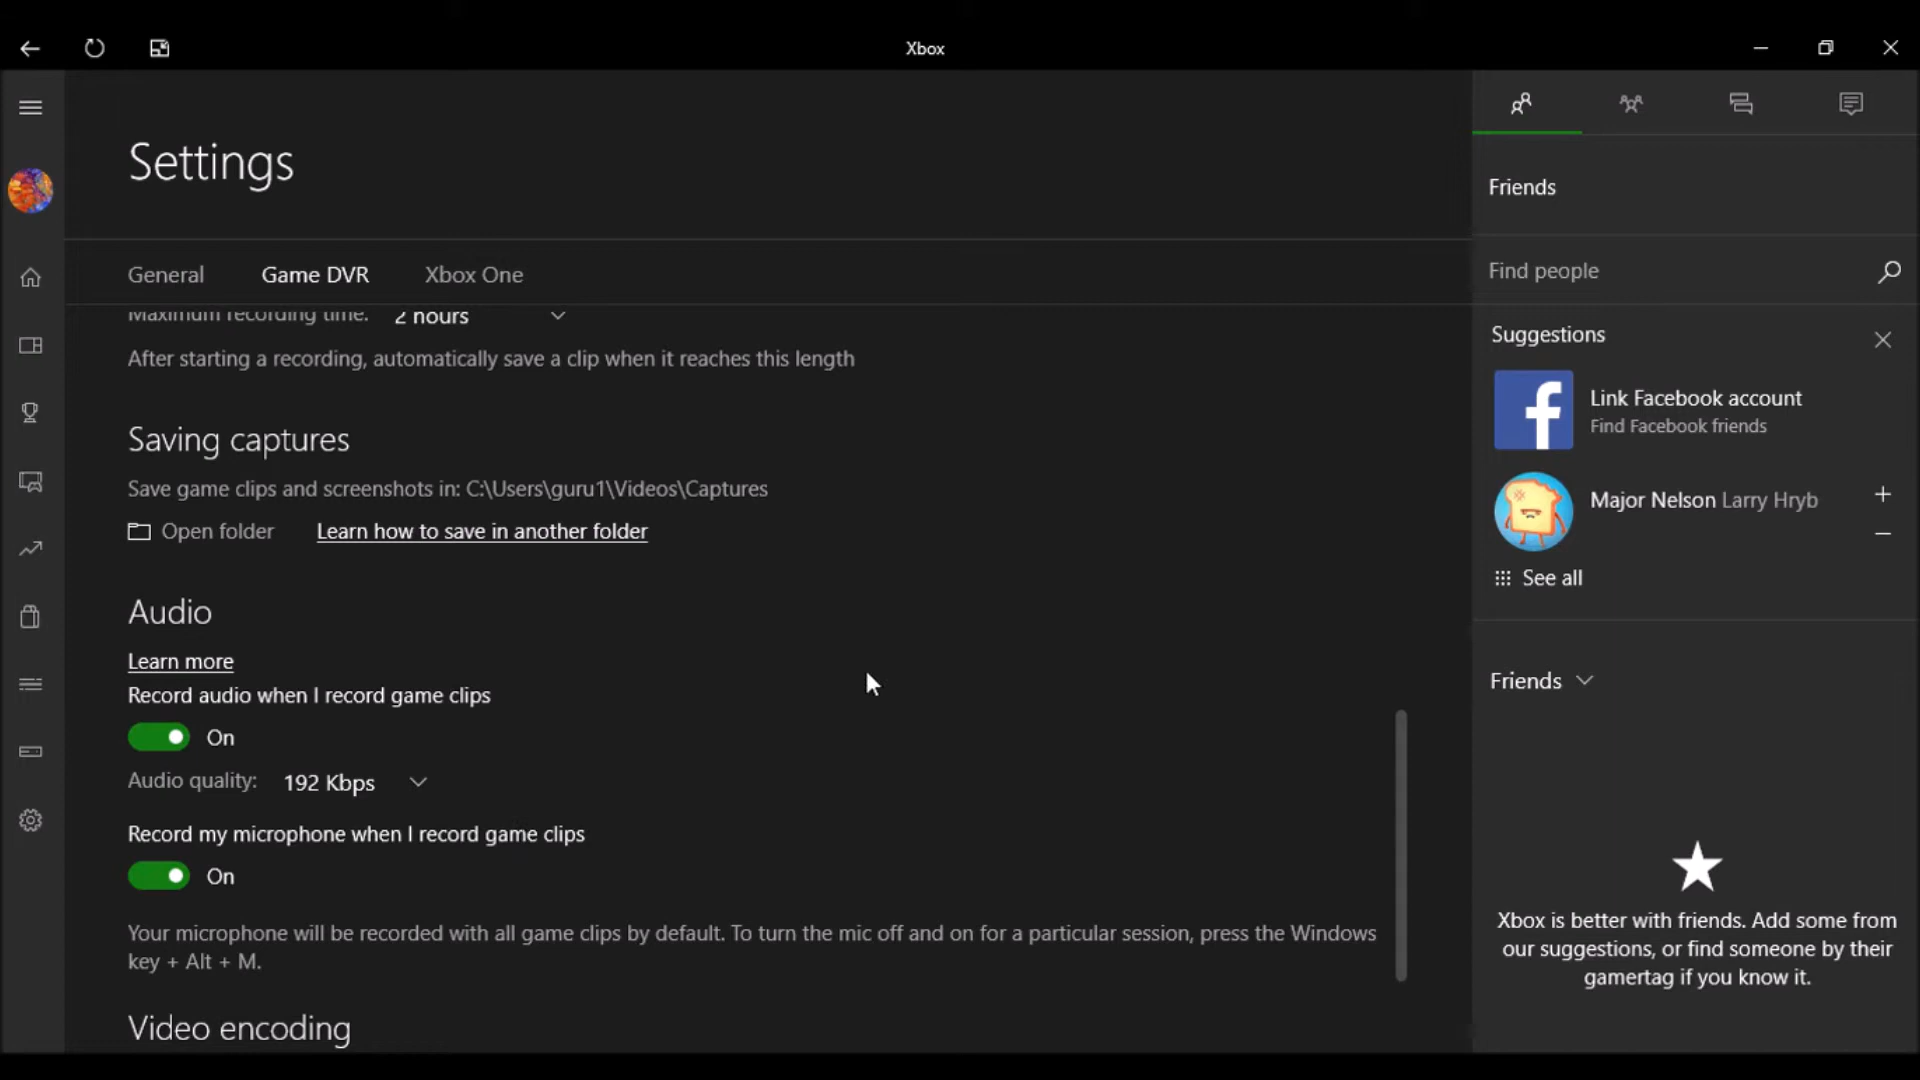 Xbox
Settings
General Game DVR Xbox One
Maximum recording time: 2 hours
After starting a recording, automatically save a clip when it reaches this length
Saving captures
Save game clips and screenshots in: C:\Users\guru1\Videos\Captures
Open folder Learn how to save in another folder
Audio
Learn more
Record audio when I record game clips
On
Audio quality: 192 Kbps
Record my microphone when I record game clips
On
Your microphone will be recorded with all game clips by default. To turn the mic off and on for a particular session, press the Windows
key + Alt + M.
Video encoding
Friends
Find people
Suggestions
Link Facebook account
Find Facebook friends
Major Nelson Larry Hryb
See all
Friends
Xbox is better with friends. Add some from
our suggestions, or find someone by their
gamertag if you know it.